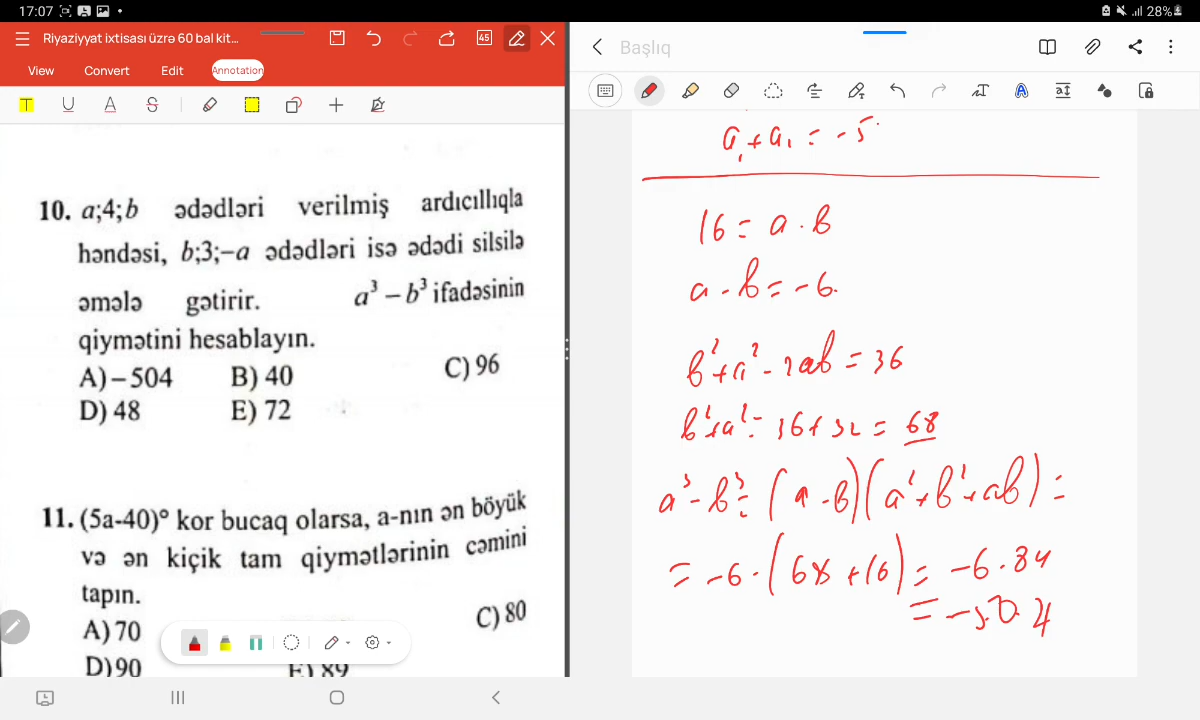 17:07 28%
Riyaziyyat ixtisası üzrə 60 bal kit...
45
View Convert Edit Annotation
T U A S
10. a;4;b ədədləri verilmiş ardıcıllıqla
həndəsi, b;3;–a ədədləri isə ədədi silsilə
əmələ gətirir. a³ – b³ ifadəsinin
qiymətini hesablayın.
A) – 504 B) 40 C) 96
D) 48 E) 72
11. (5a-40)° kor bucaq olarsa, a-nın ən böyük
və ən kiçik tam qiymətlərinin cəmini
tapın.
A) 70 C) 80
D) 90 E) 89
Başlıq
a₁ + a₁ = -5
16 = a · b
a - b = -6.
b² + a² - 2ab = 36
b² + a² = 36 + 32 = 68
a³ - b³ = (a - b)(a² + b² + ab) =
= -6 · (68 + 16) = -6.84
= -504